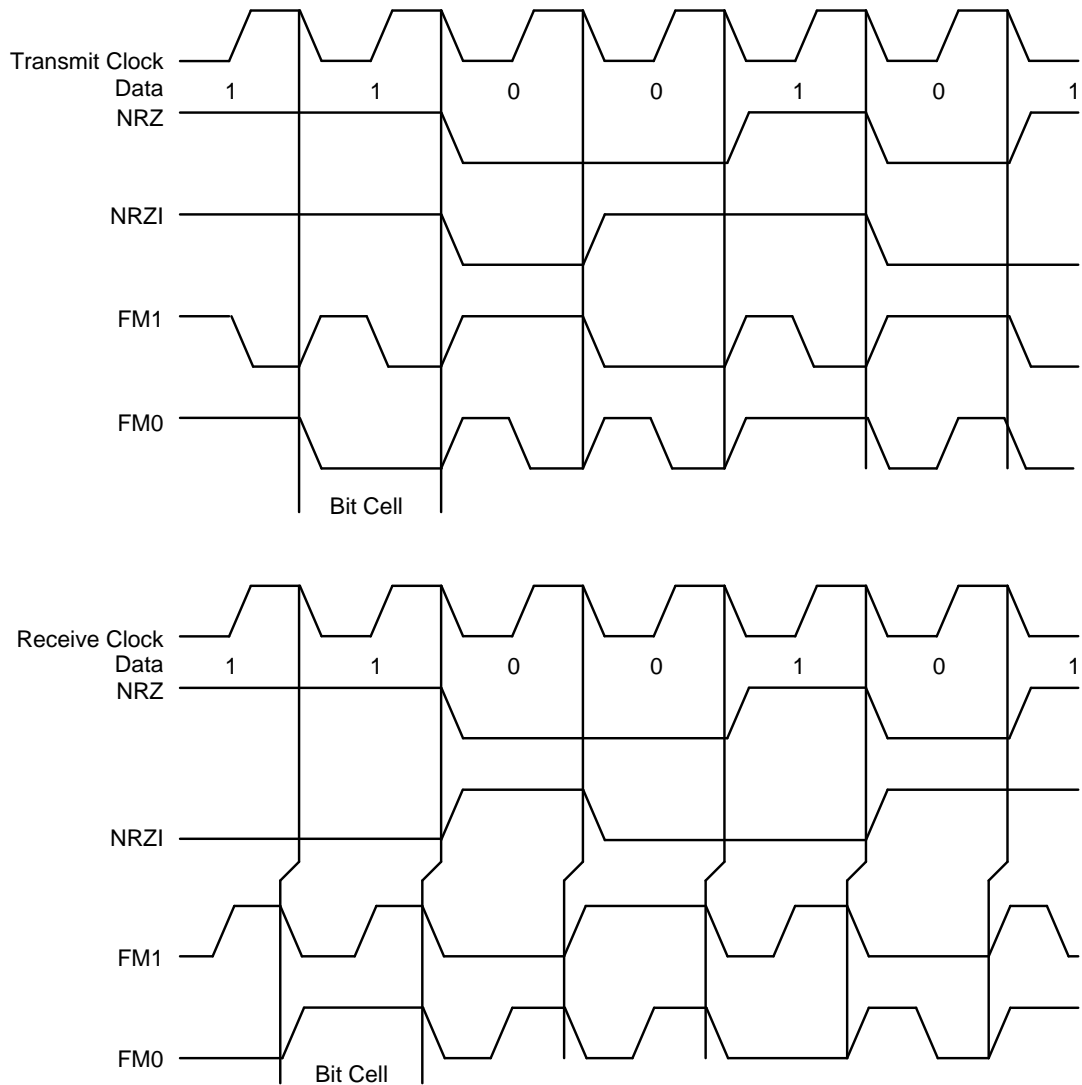 Transmit Clock
Data
1 1 0 0 1 0 1
NRZ
NRZI
FM1
FM0
Bit Cell
Receive Clock
Data
1 1 0 0 1 0 1
NRZ
NRZI
FM1
FM0
Bit Cell